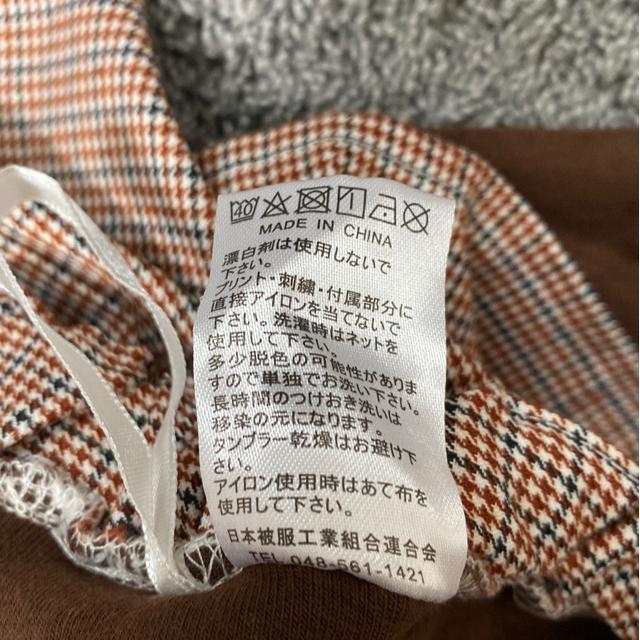 40
MADE IN CHINA
漂白剤は使用しないで
下さい。
プリント・刺繍・付属部分に
直接アイロンを当てないで
下さい。洗濯時はネットを
使用して下さい。
多少脱色の可能性がありま
すので単独でお洗い下さい。
長時間のつけおき洗いは
移染の元になります。
タンブラー乾燥はお避け下
さい。
アイロン使用時はあて布を
使用して下さい。
日本被服工業組合連合会
TEL 048-561-1421